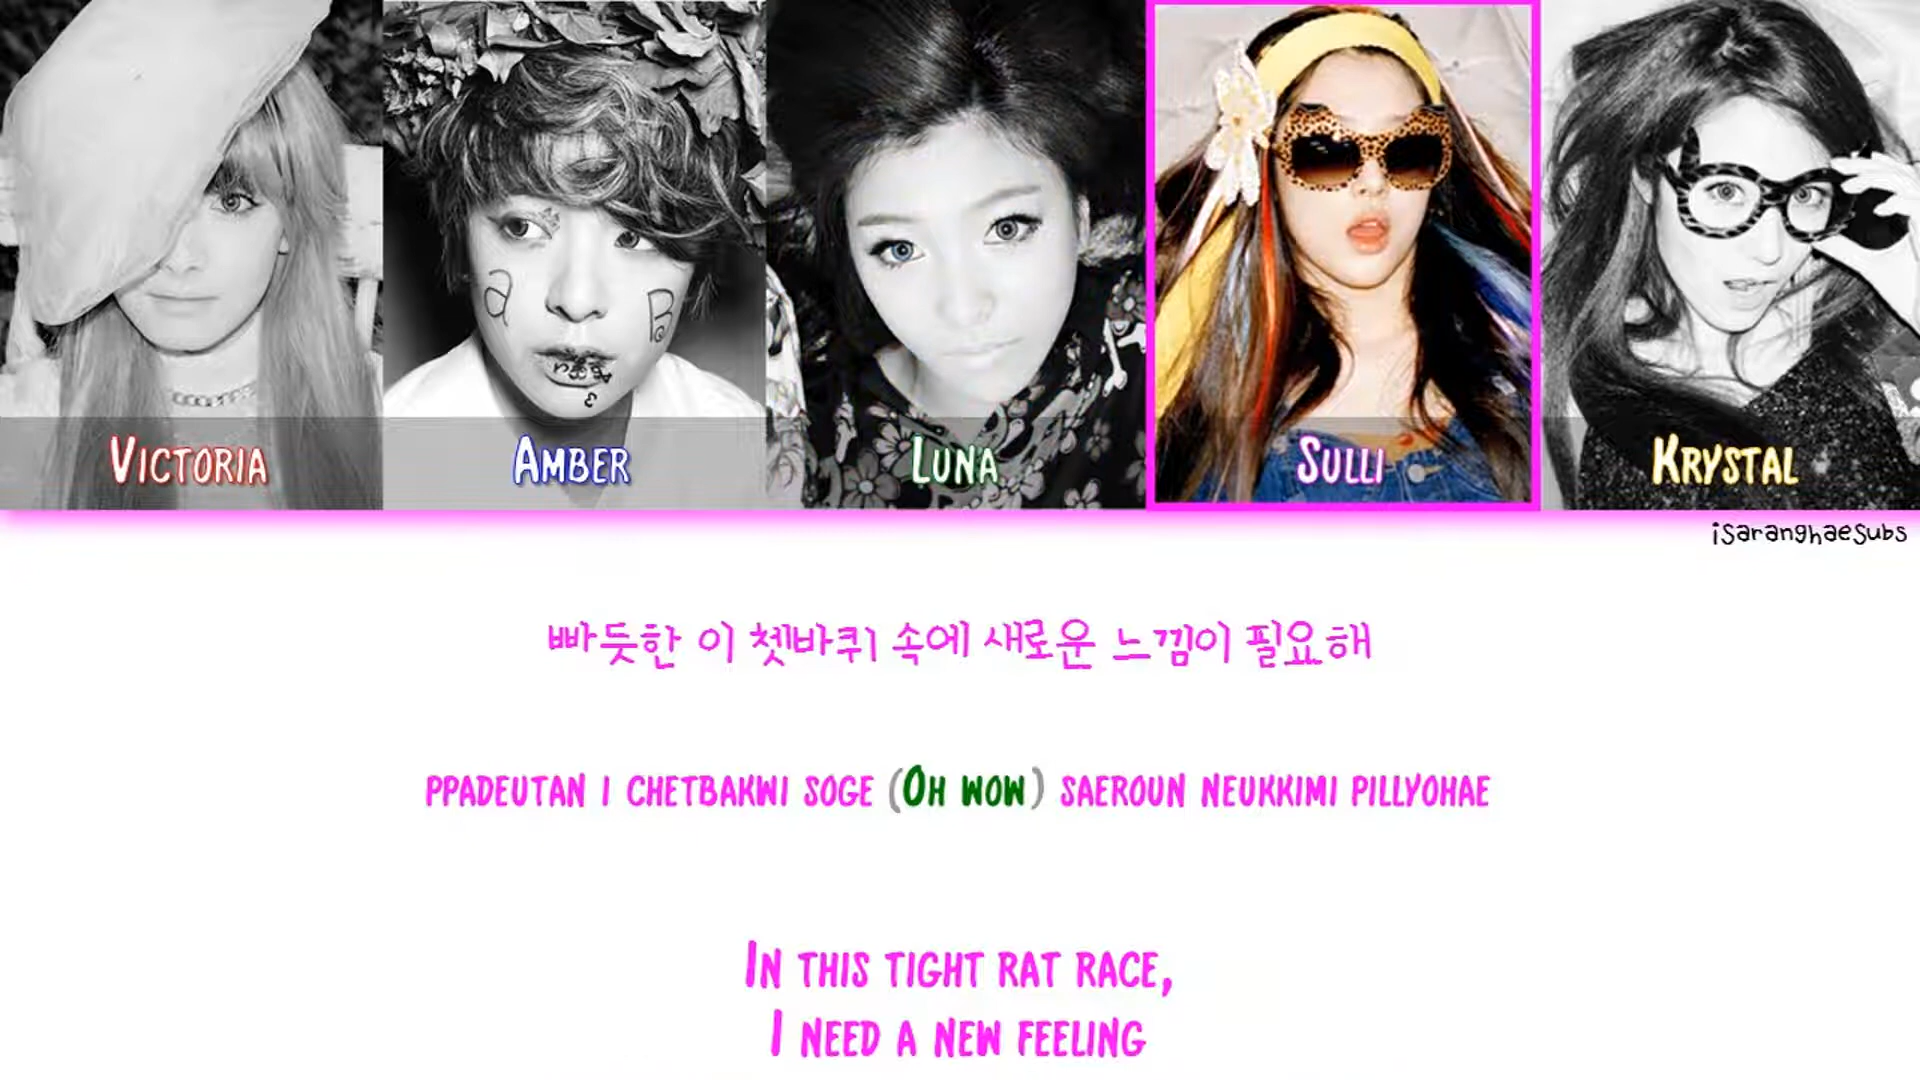 Victoria
Amber
Luna
Sulli
Krystal
isaranghaesubs
빠듯한 이 쳇바퀴 속에 새로운 느낌이 필요해
ppadeutan i chetbakwi soge (Oh wow) saeroun neukkimi pillyohae
In this tight rat race,
I need a new feeling